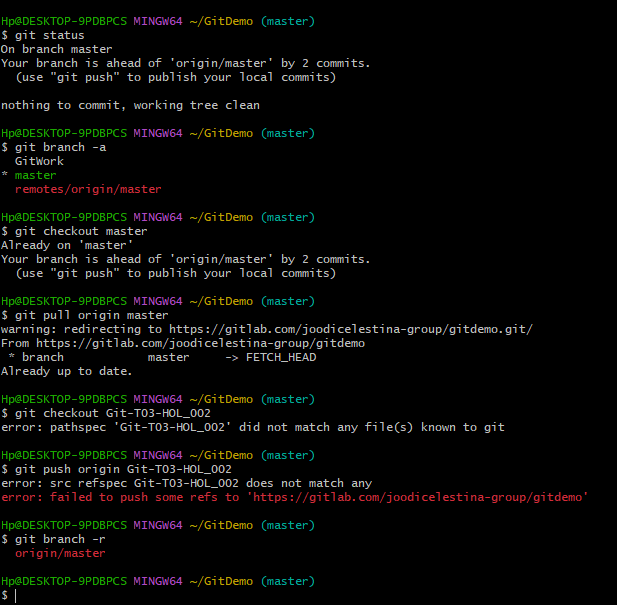 Hp@DESKTOP-9PDBPCS MINGW64 ~/GitDemo (master)
$ git status
On branch master
Your branch is ahead of 'origin/master' by 2 commits.
  (use "git push" to publish your local commits)

nothing to commit, working tree clean

Hp@DESKTOP-9PDBPCS MINGW64 ~/GitDemo (master)
$ git branch -a
  GitWork
* master
  remotes/origin/master

Hp@DESKTOP-9PDBPCS MINGW64 ~/GitDemo (master)
$ git checkout master
Already on 'master'
Your branch is ahead of 'origin/master' by 2 commits.
  (use "git push" to publish your local commits)

Hp@DESKTOP-9PDBPCS MINGW64 ~/GitDemo (master)
$ git pull origin master
warning: redirecting to https://gitlab.com/joodicelestina-group/gitdemo.git/
From https://gitlab.com/joodicelestina-group/gitdemo
 * branch            master     -> FETCH_HEAD
Already up to date.

Hp@DESKTOP-9PDBPCS MINGW64 ~/GitDemo (master)
$ git checkout Git-T03-HOL_002
error: pathspec 'Git-T03-HOL_002' did not match any file(s) known to git

Hp@DESKTOP-9PDBPCS MINGW64 ~/GitDemo (master)
$ git push origin Git-T03-HOL_002
error: src refspec Git-T03-HOL_002 does not match any
error: failed to push some refs to 'https://gitlab.com/joodicelestina-group/gitdemo'

Hp@DESKTOP-9PDBPCS MINGW64 ~/GitDemo (master)
$ git branch -r
  origin/master

Hp@DESKTOP-9PDBPCS MINGW64 ~/GitDemo (master)
$